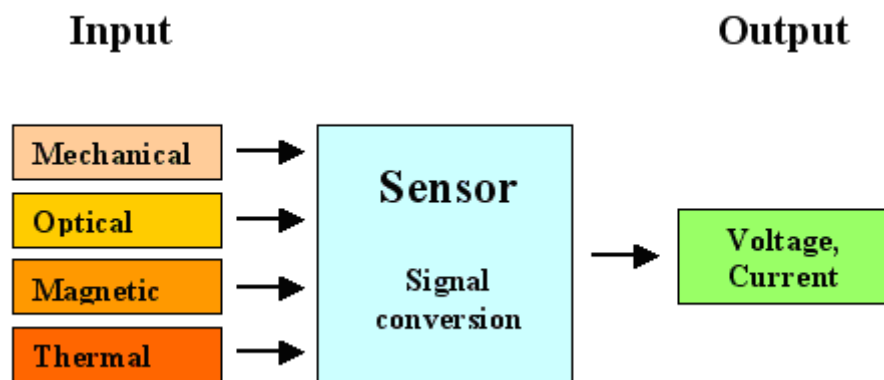 Input
Output
Mechanical
Optical
Magnetic
Thermal
Sensor
Signal
conversion
Voltage,
Current